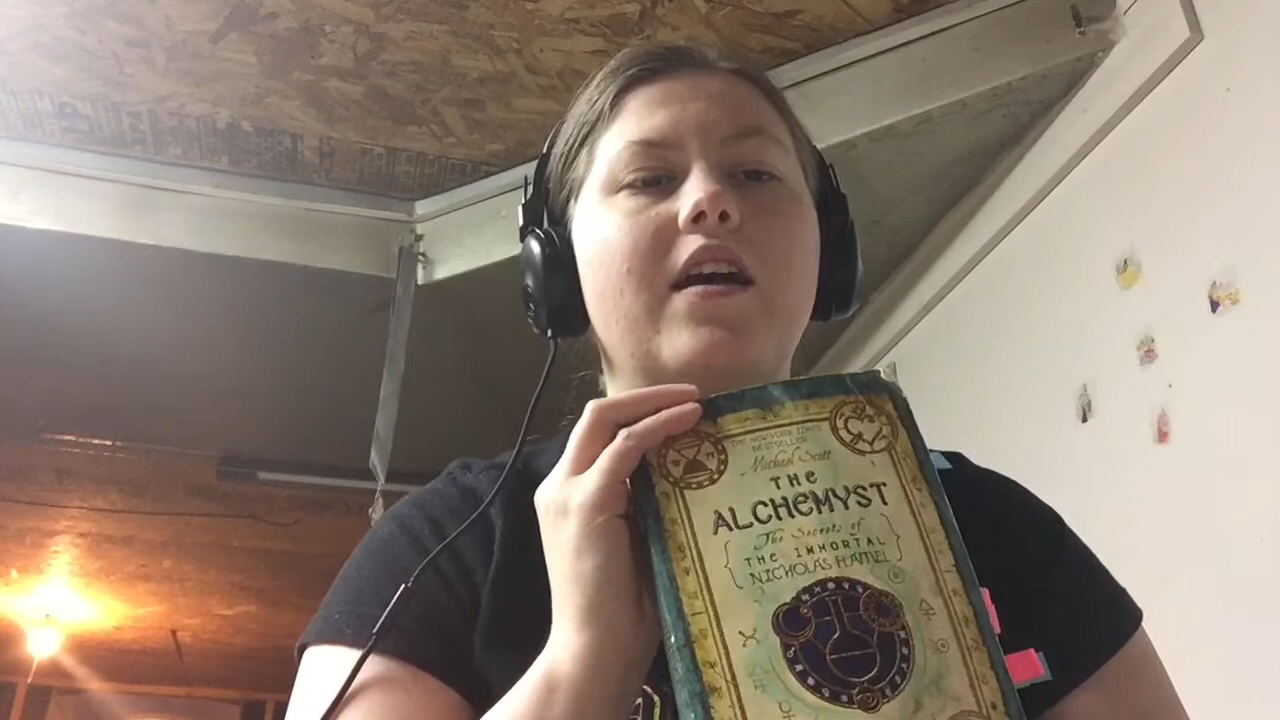 THE NEW YORK TIMES
BESTSELLER
Michael Scott
THE
ALCHEMYST
The Secrets of
THE IMMORTAL
NICHOLAS FLAMEL